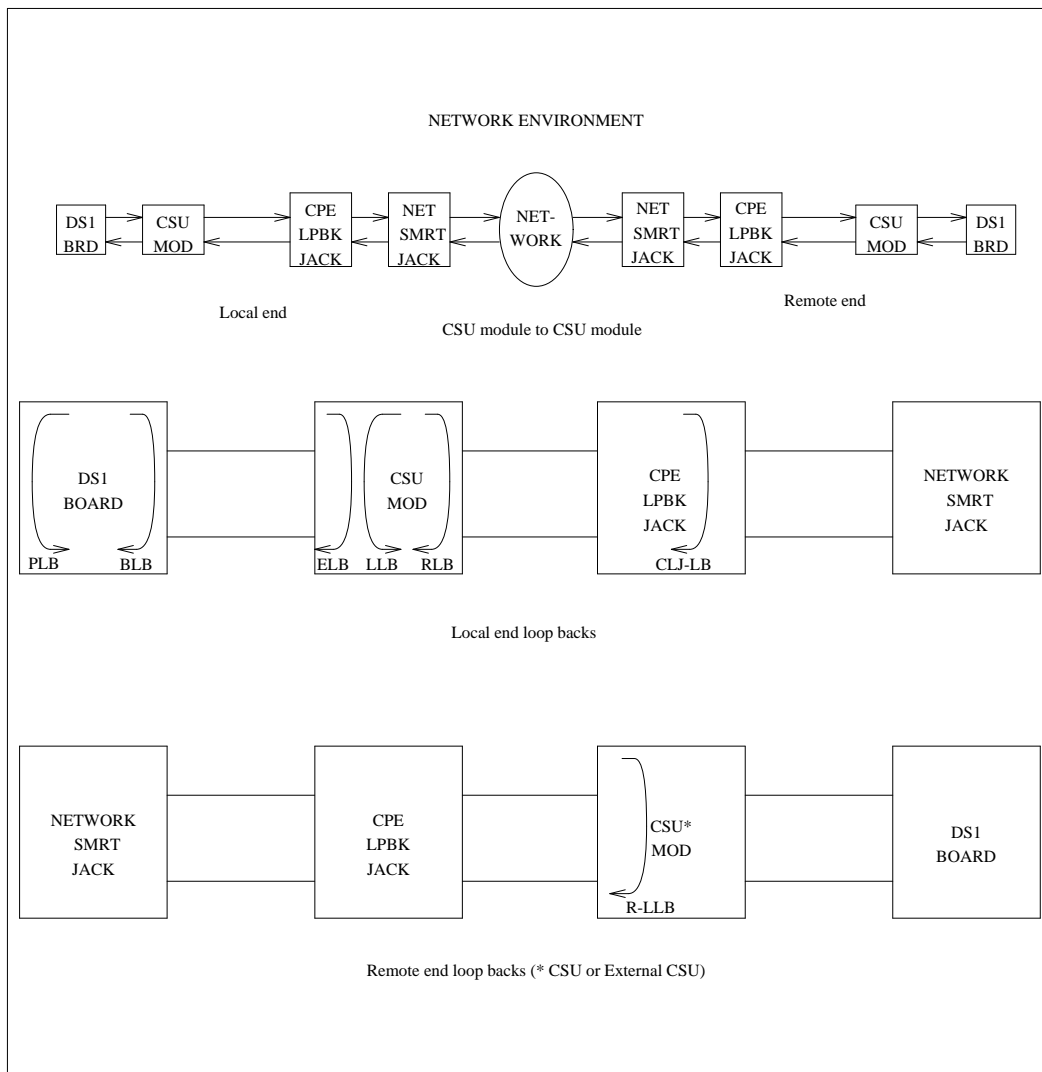 NETWORK ENVIRONMENT
DS1
BRD
CSU
MOD
CPE
LPBK
JACK
NET
SMRT
JACK
NET-
WORK
NET
SMRT
JACK
CPE
LPBK
JACK
CSU
MOD
DS1
BRD
Local end
Remote end
CSU module to CSU module
DS1
BOARD
PLB
BLB
CSU
MOD
ELB
LLB
RLB
CPE
LPBK
JACK
CLJ-LB
NETWORK
SMRT
JACK
Local end loop backs
NETWORK
SMRT
JACK
CPE
LPBK
JACK
CSU*
MOD
R-LLB
DS1
BOARD
Remote end loop backs (* CSU or External CSU)